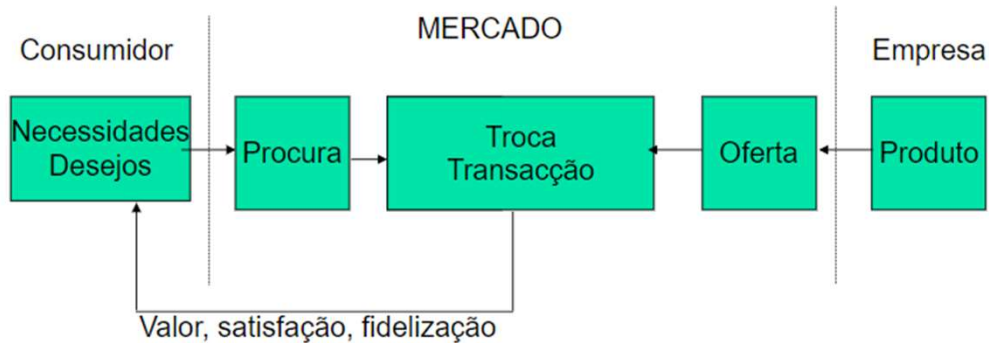 MERCADO
Consumidor
Empresa
Necessidades
Desejos
Procura
Troca
Transacção
Oferta
Produto
Valor, satisfação, fidelização